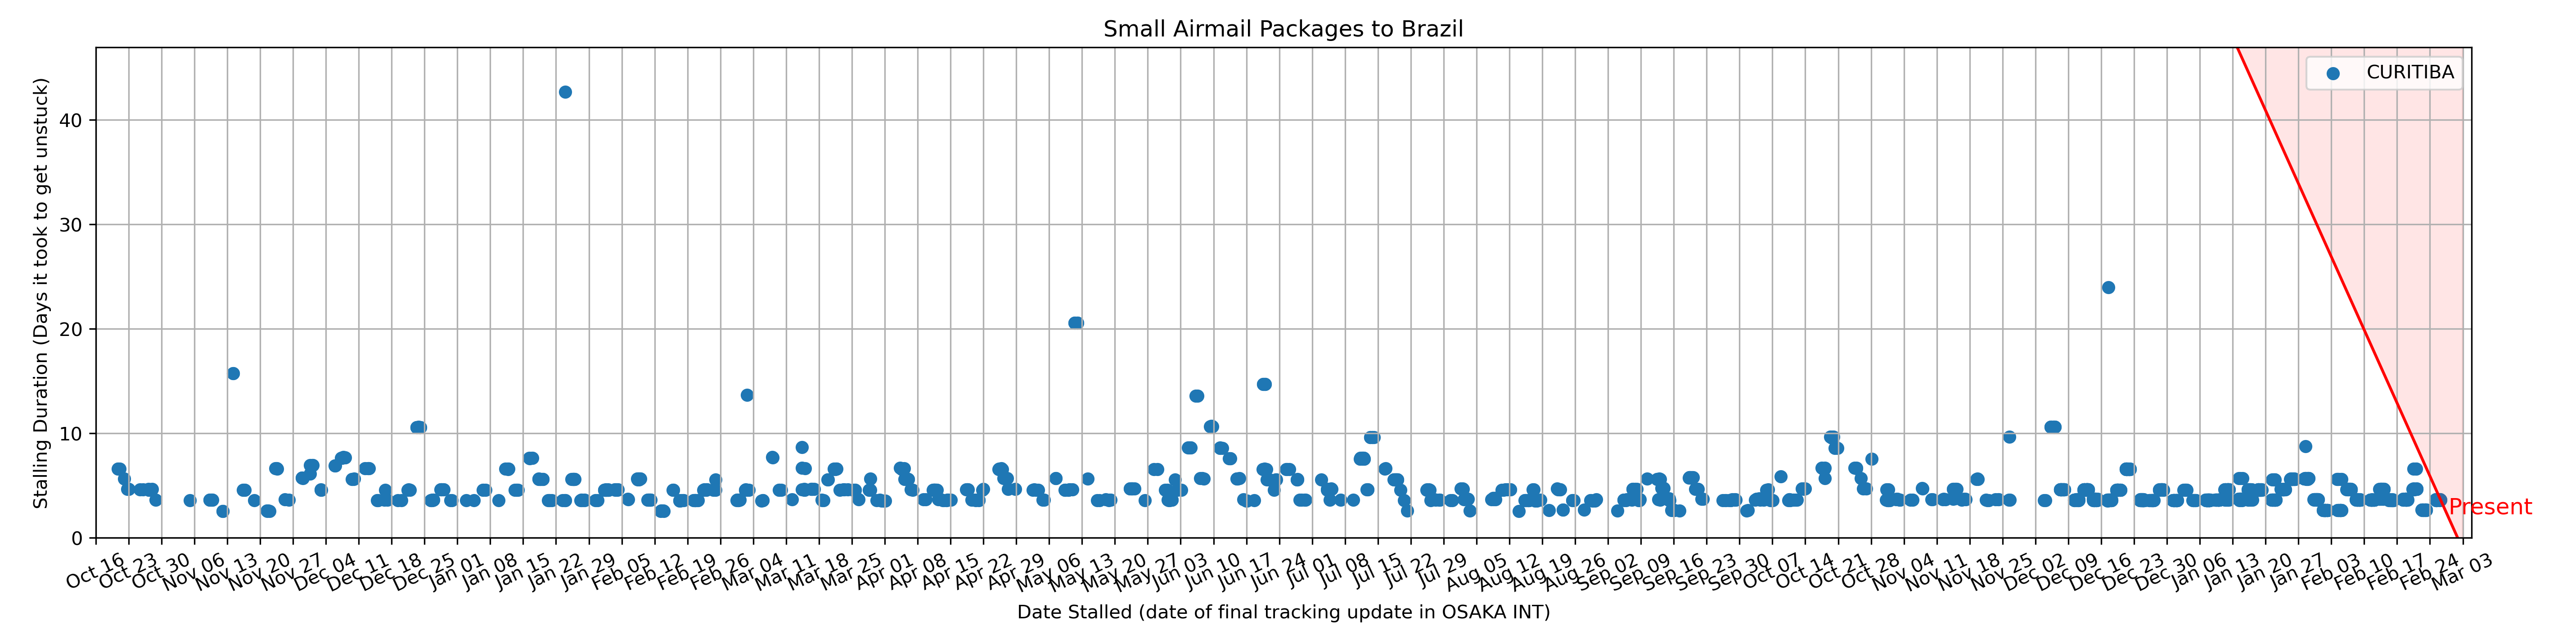 Small Airmail Packages to Brazil
CURITIBA
Stalling Duration (Days it took to get unstuck)
40
30
20
10
0
Present
Oct 16 Oct 23 Oct 30 Nov 06 Nov 13 Nov 20 Nov 27 Dec 04 Dec 11 Dec 18 Dec 25 Jan 01 Jan 08 Jan 15 Jan 22 Jan 29 Feb 05 Feb 12 Feb 19 Feb 26 Mar 04 Mar 11 Mar 18 Mar 25 Apr 01 Apr 08 Apr 15 Apr 22 Apr 29 May 06 May 13 May 20 May 27 Jun 03 Jun 10 Jun 17 Jun 24 Jul 01 Jul 08 Jul 15 Jul 22 Jul 29 Aug 05 Aug 12 Aug 19 Aug 26 Sep 02 Sep 09 Sep 16 Sep 23 Sep 30 Oct 07 Oct 14 Oct 21 Oct 28 Nov 04 Nov 11 Nov 18 Nov 25 Dec 02 Dec 09 Dec 16 Dec 23 Dec 30 Jan 06 Jan 13 Jan 20 Jan 27 Feb 03 Feb 10 Feb 17 Feb 24 Mar 03
Date Stalled (date of final tracking update in OSAKA INT)